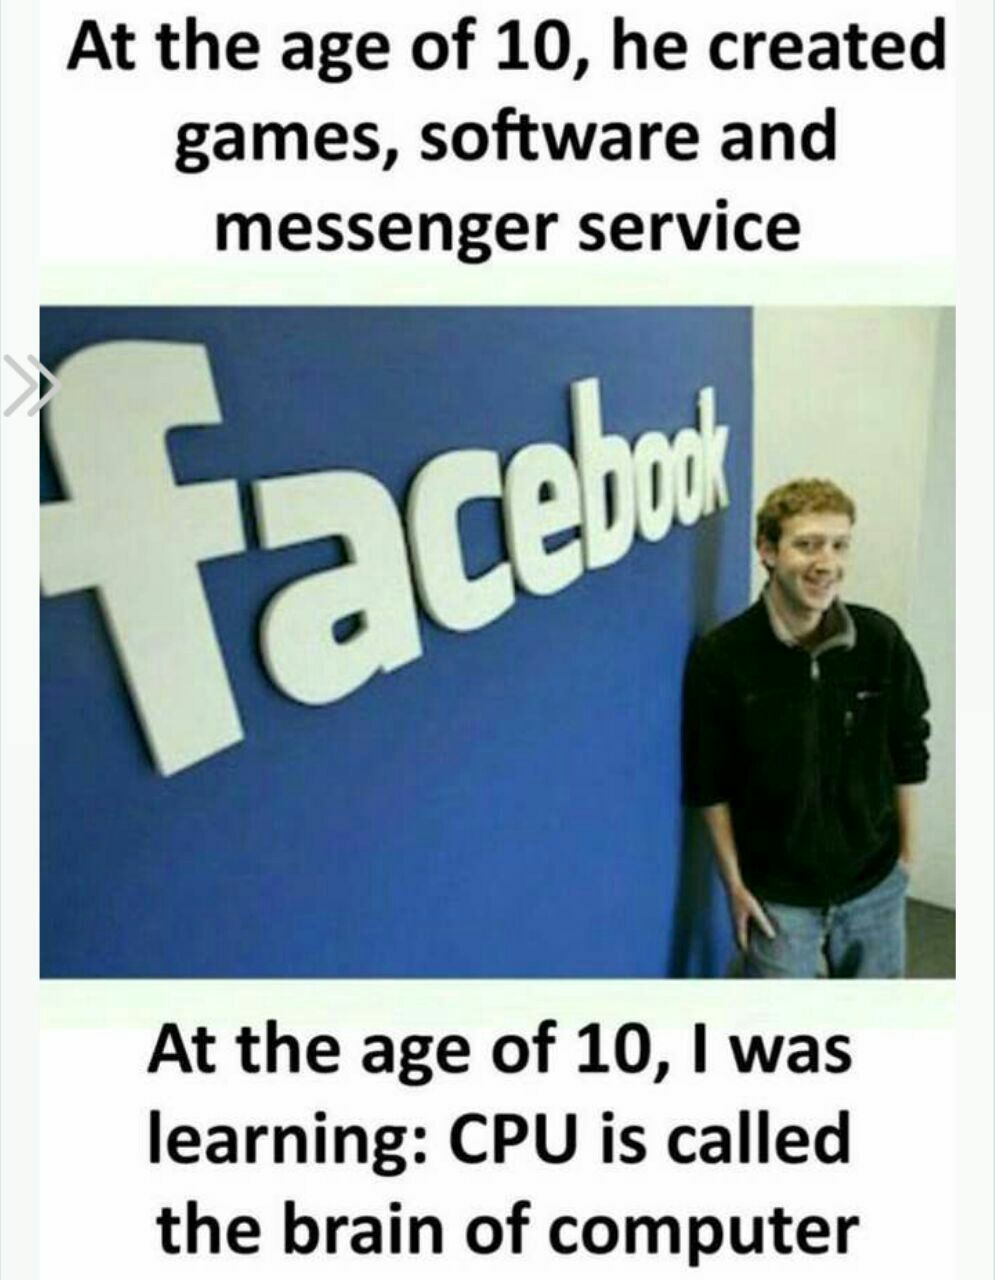 At the age of 10, he created
games, software and
messenger service
facebook
At the age of 10, I was
learning: CPU is called
the brain of computer